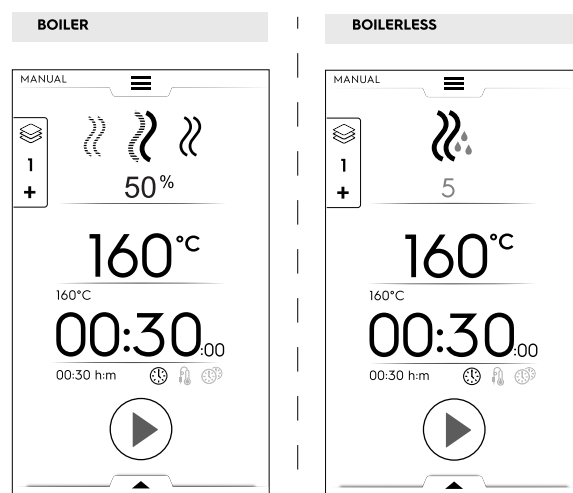 BOILER
MANUAL
1
+
50%
160°C
160°C
00:30:00
00:30 h:m
BOILERLESS
MANUAL
1
+
5
160°C
160°C
00:30:00
00:30 h:m